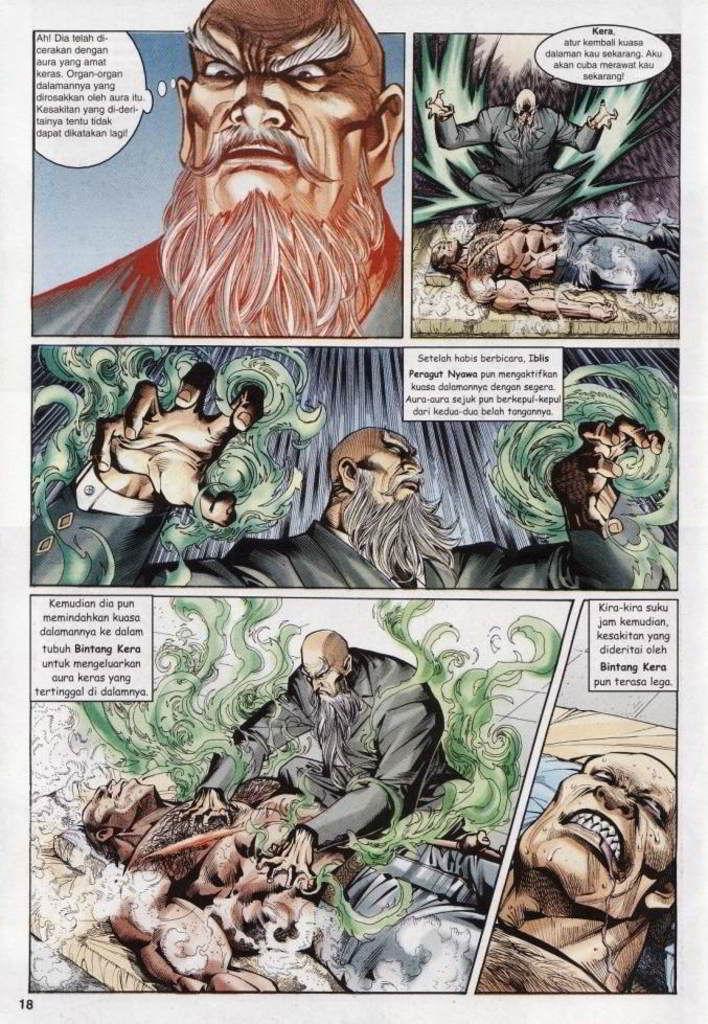 Ah! Dia telah di-
cerakan dengan
aura yang amat
keras. Organ-organ
dalamannya yang
dirosakkan oleh aura itu.
Kesakitan yang di-deri-
tainya tentu tidak
dapat dikatakan lagi!
Kera,
atur kembali kuasa
dalaman kau sekarang. Aku
akan cuba merawat kau
sekarang!
Setelah habis berbicara, Iblis
Peragut Nyawa pun mengaktifkan
kuasa dalamannya dengan segera.
Aura-aura sejuk pun berkepul-kepul
dari kedua-dua belah tangannya.
Kemudian dia pun
memindahkan kuasa
dalamannya ke dalam
tubuh Bintang Kera
untuk mengeluarkan
aura keras yang
tertinggal di dalamnya.
Kira-kira suku
jam kemudian,
kesakitan yang
dideritai oleh
Bintang Kera
pun terasa lega.
18